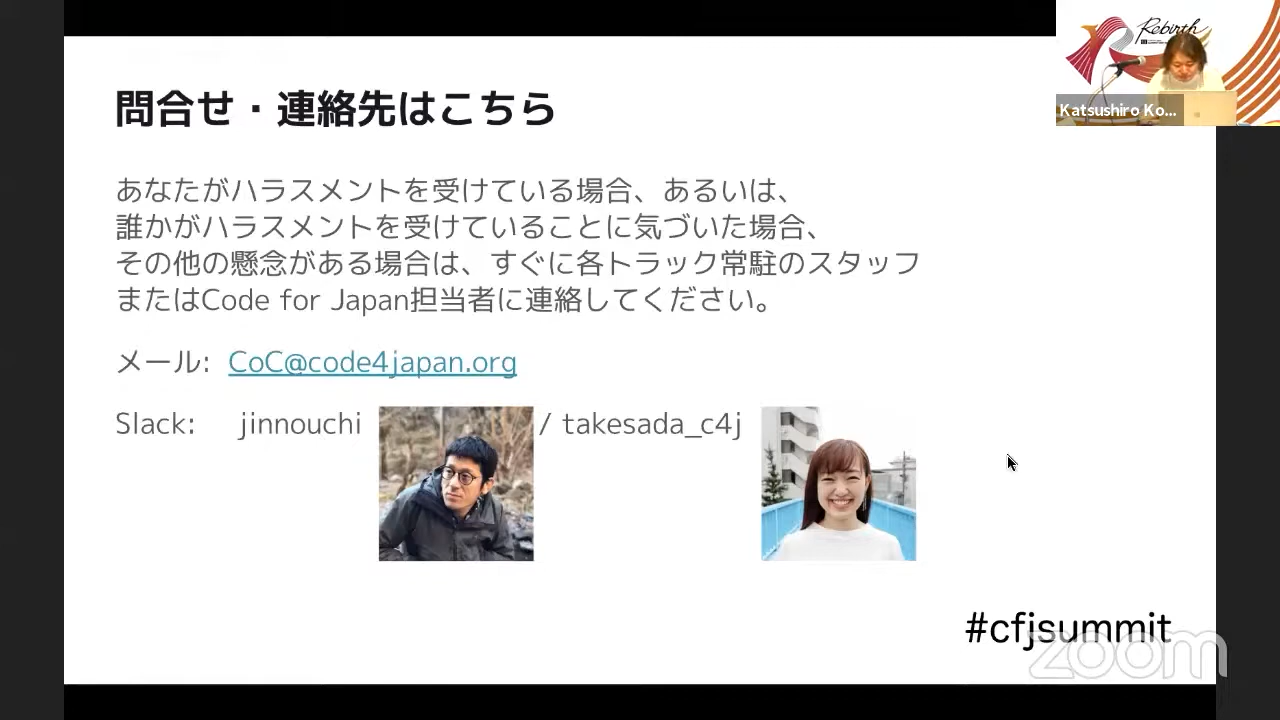 Rebirth
Katsushiro Ko...
問合せ・連絡先はこちら
あなたがハラスメントを受けている場合、あるいは、
誰かがハラスメントを受けていることに気づいた場合、
その他の懸念がある場合は、すぐに各トラック常駐のスタッフ
またはCode for Japan担当者に連絡してください。
メール: CoC@code4japan.org
Slack: jinnouchi / takesada_c4j
#cfjsummit
zoom